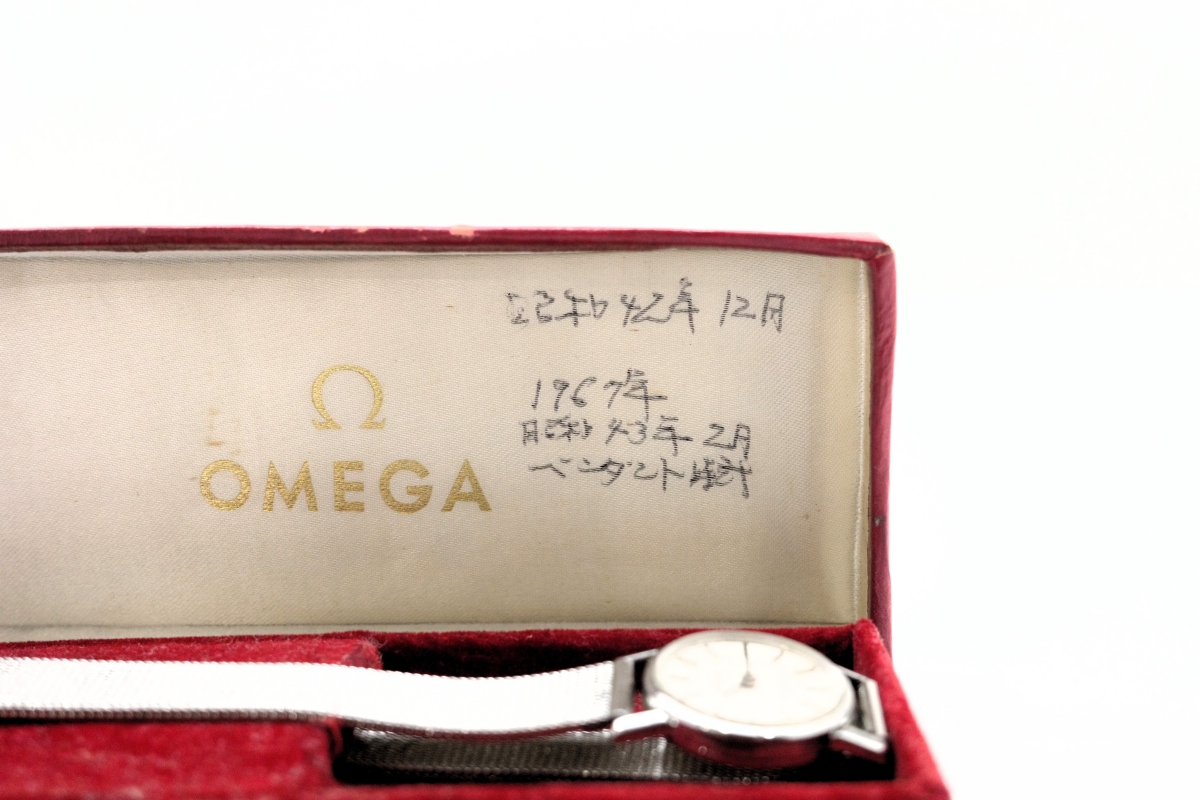 Ω
OMEGA
昭和42年 12月
1967年
昭和43年 2月
ペンダント時計